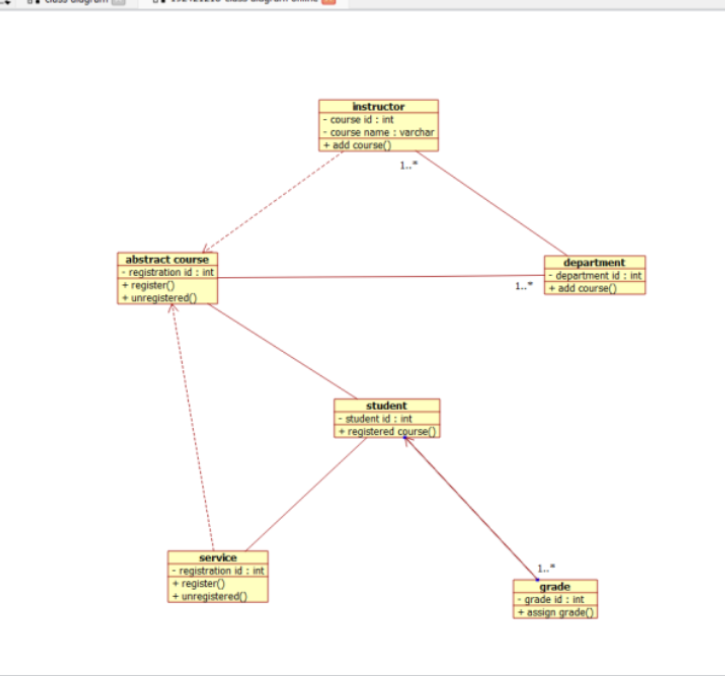 instructor
- course id : int
- course name : varchar
+ add course()
1..*
abstract course
- registration id : int
+ register()
+ unregistered()
department
- department id : int
+ add course()
1..*
student
- student id : int
+ registered course()
service
- registration id : int
+ register()
+ unregistered()
1..*
grade
- grade id : int
+ assign grade()